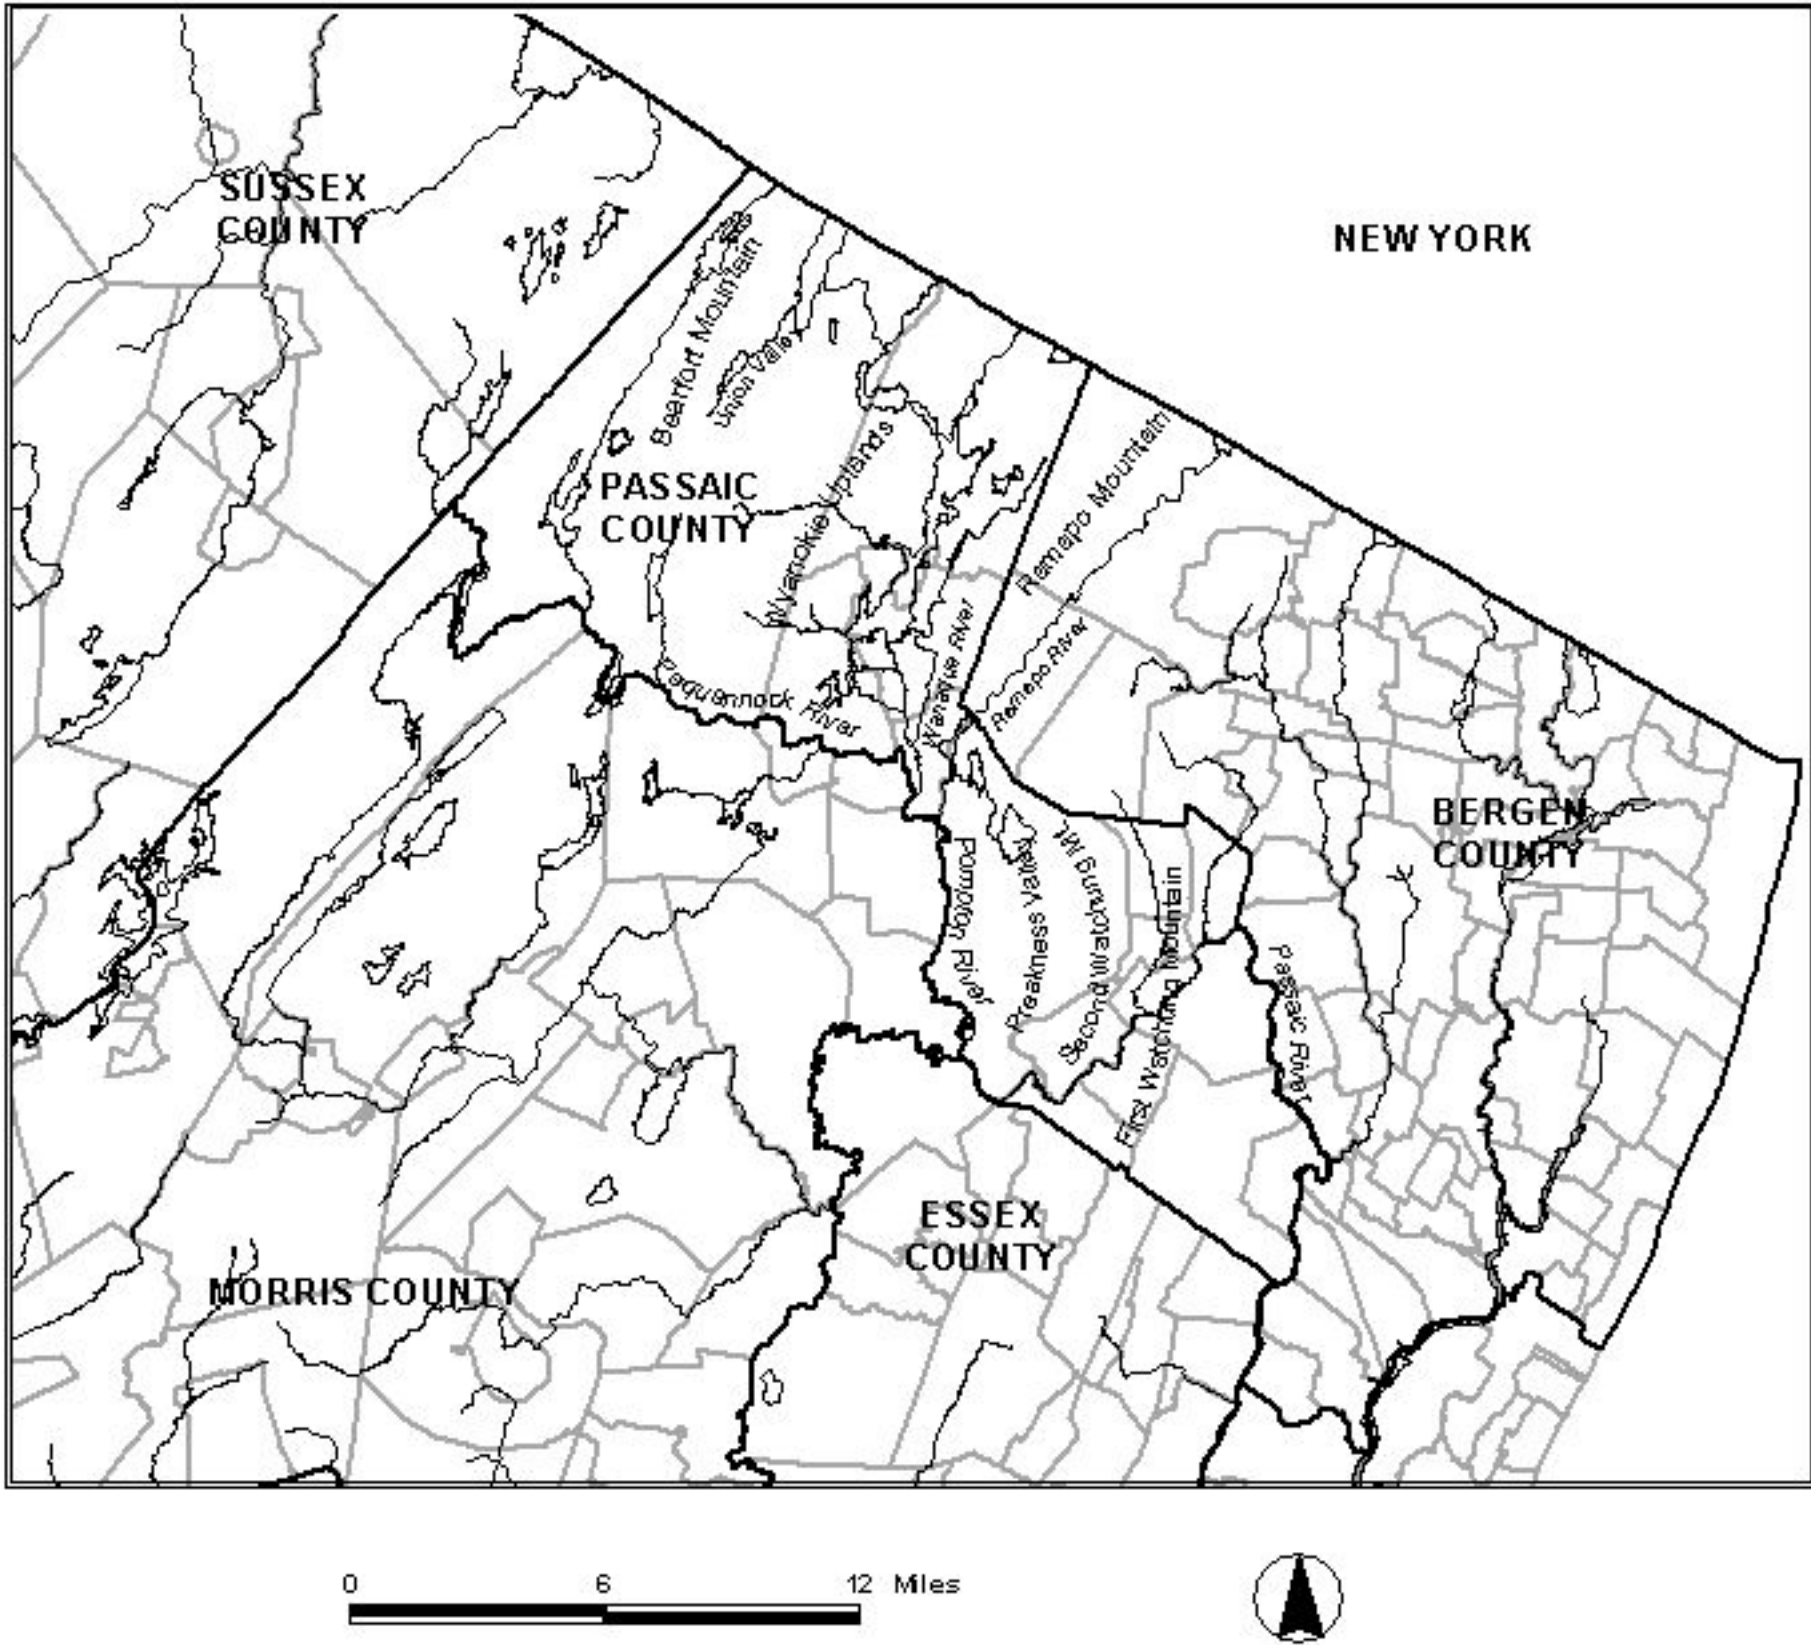 SUSSEX
COUNTY
NEW YORK
Bearfort Mountain
Union Valley
PASSAIC
COUNTY
Wyanokie Uplands
Ramapo Mountain
Ramapo River
Wanaque River
Pequannock River
BERGEN
COUNTY
Pompton River
Preakness Valley
Second Watchung Mt.
First Watchung Mountain
Passaic River
ESSEX
COUNTY
MORRIS COUNTY
0 6 12 Miles